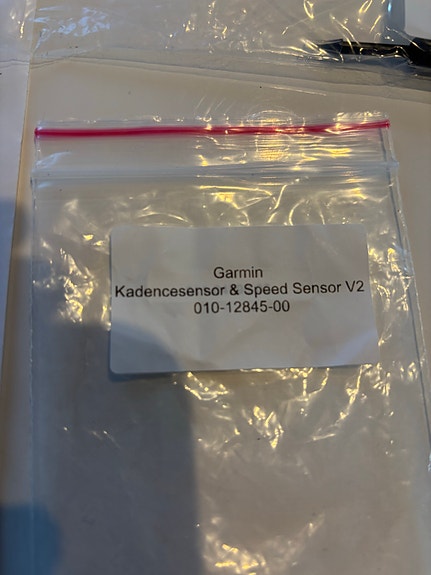 Garmin
Kadencesensor & Speed Sensor V2
010-12845-00